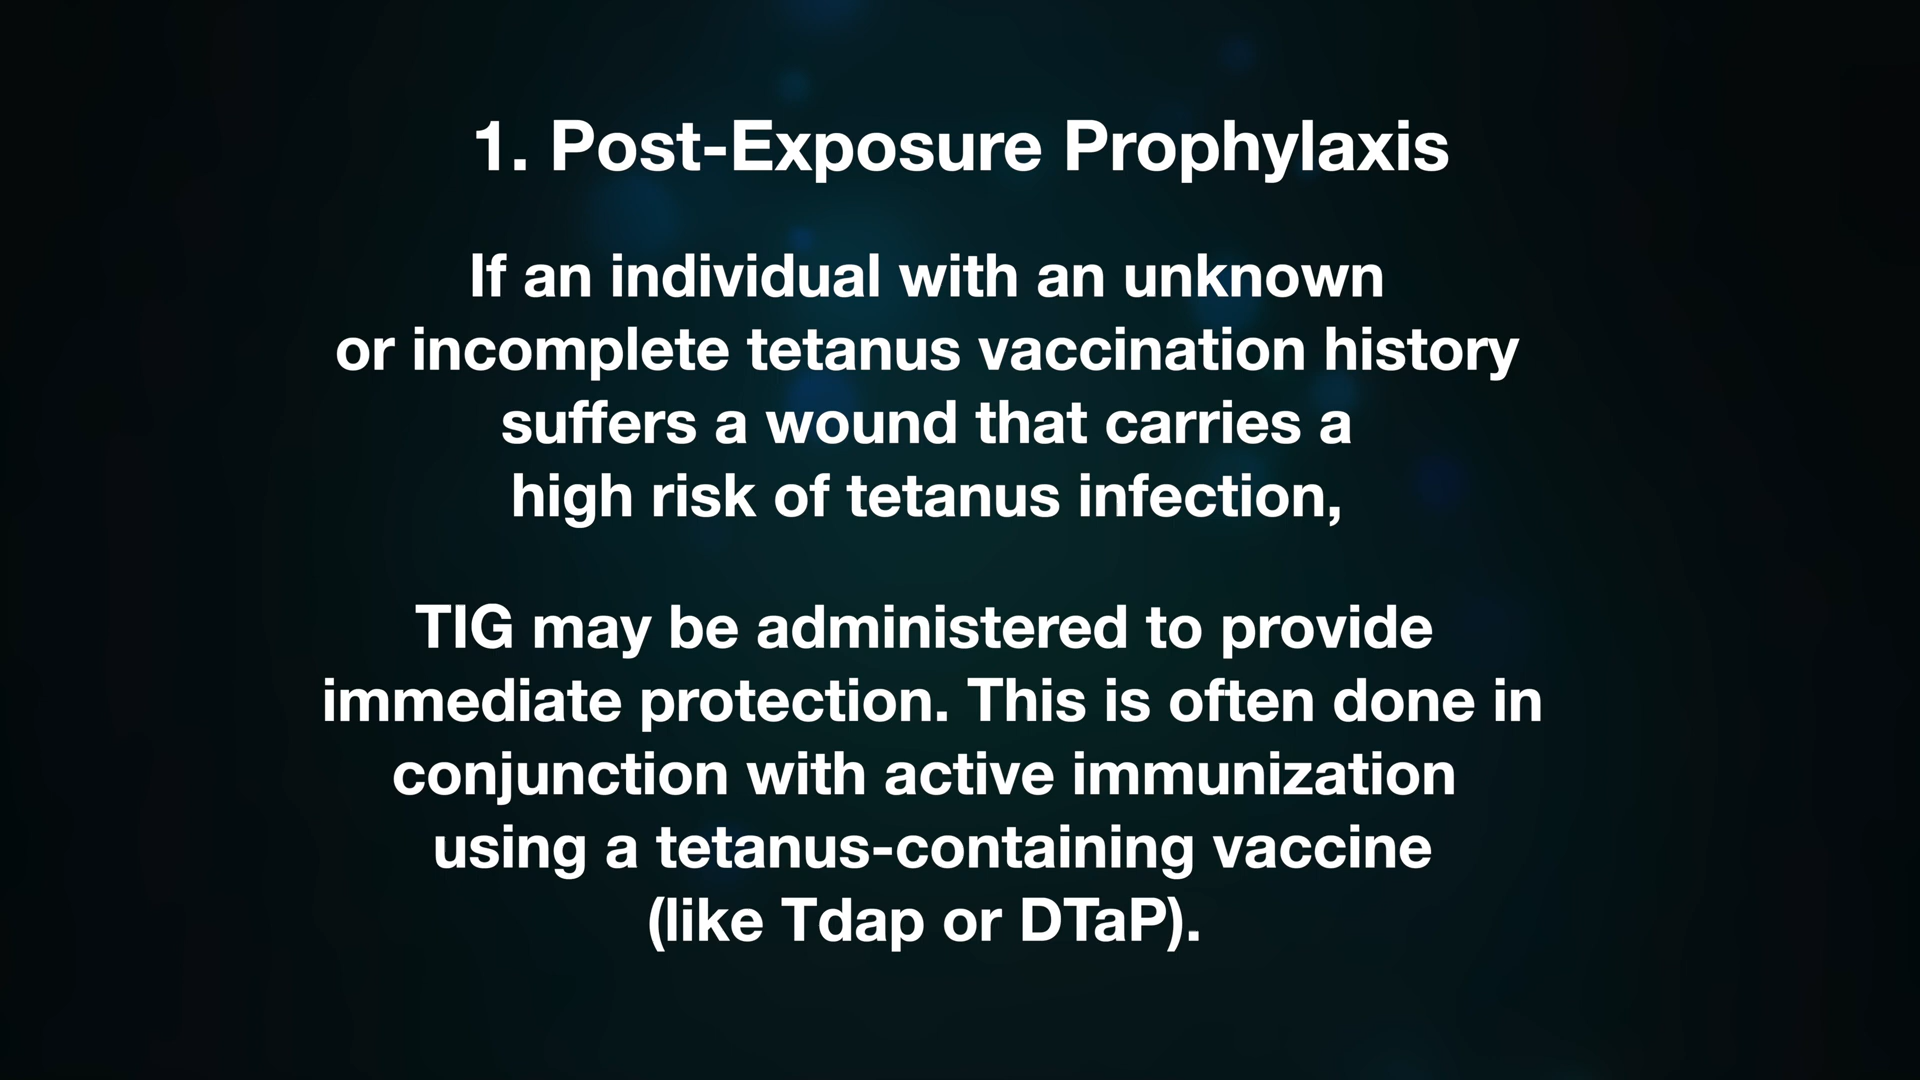 1. Post-Exposure Prophylaxis
If an individual with an unknown
or incomplete tetanus vaccination history
suffers a wound that carries a
high risk of tetanus infection,
TIG may be administered to provide
immediate protection. This is often done in
conjunction with active immunization
using a tetanus-containing vaccine
(like Tdap or DTaP).